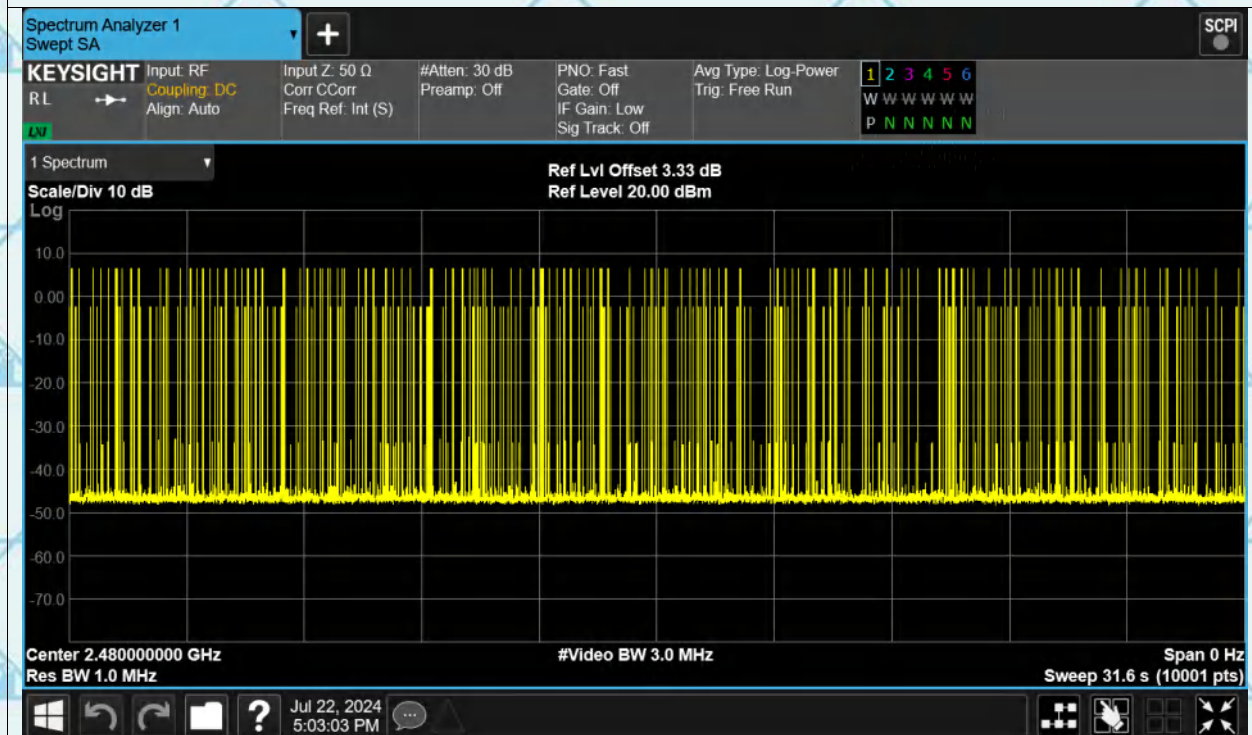 Spectrum Analyzer 1
Swept SA
▼
+
SCPI
KEYSIGHT
RL
LXI
Input: RF
Coupling: DC
Align: Auto
Input Z: 50 Ω
Corr CCorr
Freq Ref: Int (S)
#Atten: 30 dB
Preamp: Off
PNO: Fast
Gate: Off
IF Gain: Low
Sig Track: Off
Avg Type: Log-Power
Trig: Free Run
1 2 3 4 5 6
W W W W W W
P N N N N N
1 Spectrum ▼
Scale/Div 10 dB
Log
Ref Lvl Offset 3.33 dB
Ref Level 20.00 dBm
10.0
0.00
-10.0
-20.0
-30.0
-40.0
-50.0
-60.0
-70.0
Center 2.480000000 GHz
Res BW 1.0 MHz
#Video BW 3.0 MHz
Span 0 Hz
Sweep 31.6 s (10001 pts)
?
Jul 22, 2024
5:03:03 PM